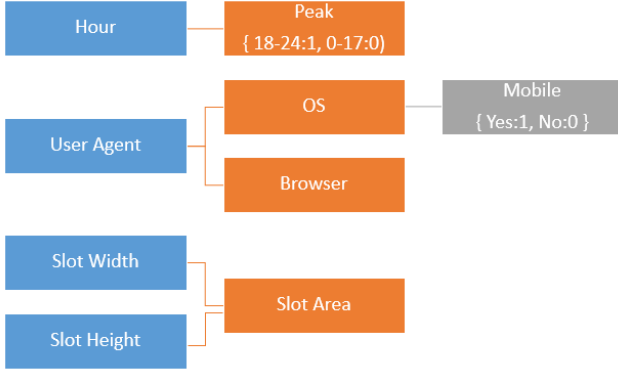 Hour
Peak
{ 18-24:1, 0-17:0)
User Agent
OS
Mobile
{ Yes:1, No:0 }
Browser
Slot Width
Slot Area
Slot Height